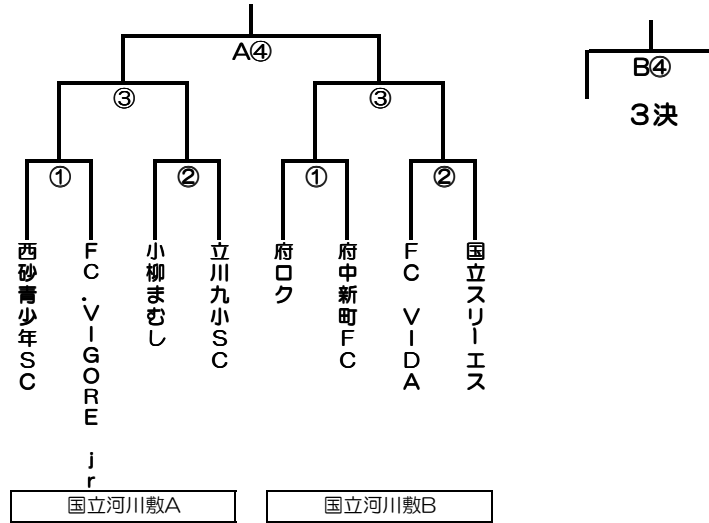 A④
B④
3決
③
③
①
②
①
②
西砂青少年SC
FC.VIGORE jr
小柳まむし
立川九小SC
府ロク
府中新町FC
FC VIDA
国立スリーエス
国立河川敷A
国立河川敷B